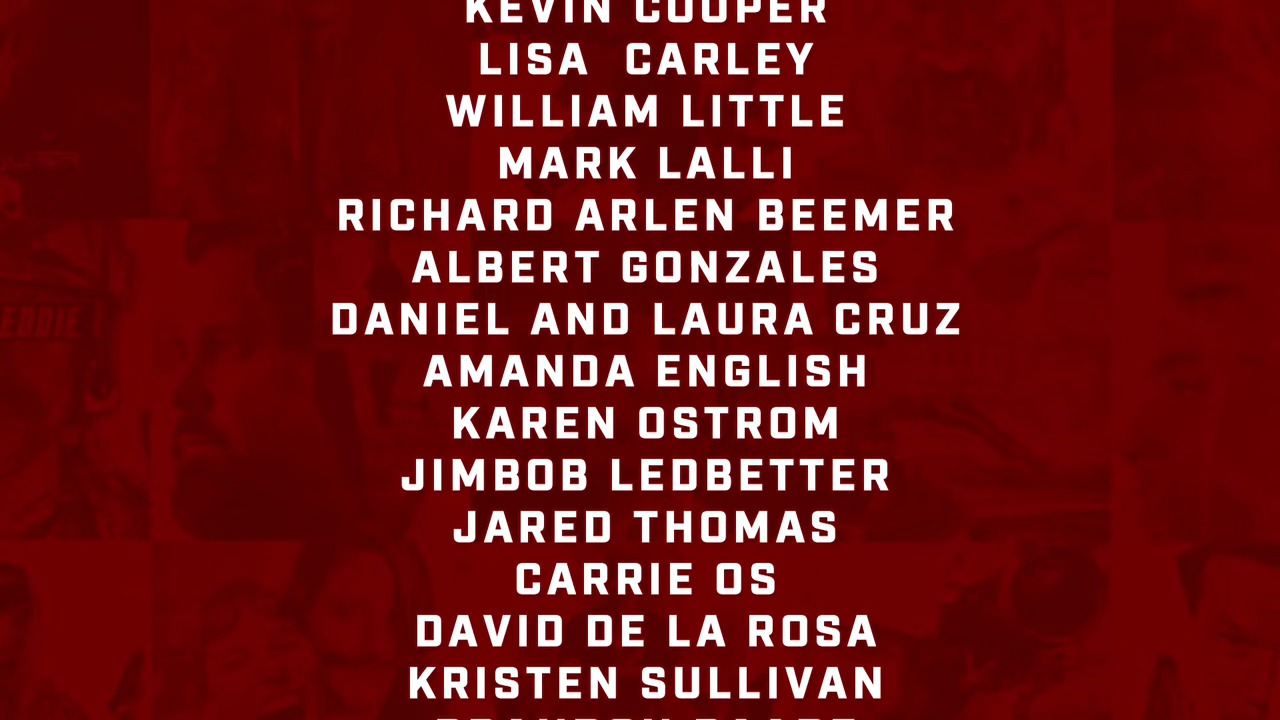 KEVIN COOPER
LISA CARLEY
WILLIAM LITTLE
MARK LALLI
RICHARD ARLEN BEEMER
ALBERT GONZALES
DANIEL AND LAURA CRUZ
AMANDA ENGLISH
KAREN OSTROM
JIMBOB LEDBETTER
JARED THOMAS
CARRIE OS
DAVID DE LA ROSA
KRISTEN SULLIVAN
EDDIE